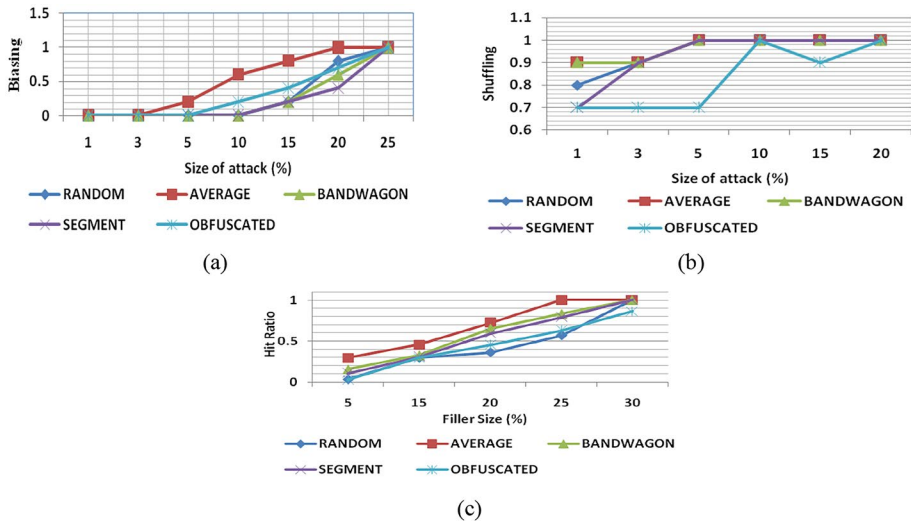 (a)
1.5
1
0.5
0
Biasing
1 3 5 10 15 20 25
Size of attack (%)
RANDOM AVERAGE BANDWAGON
SEGMENT OBFUSCATED
(b)
1.1
1
0.9
0.8
0.7
0.6
Shuffling
1 3 5 10 15 20
Size of attack (%)
RANDOM AVERAGE BANDWAGON
SEGMENT OBFUSCATED
(c)
1
0.5
0
Hit Ratio
5 15 20 25 30
Filler Size (%)
RANDOM AVERAGE BANDWAGON
SEGMENT OBFUSCATED